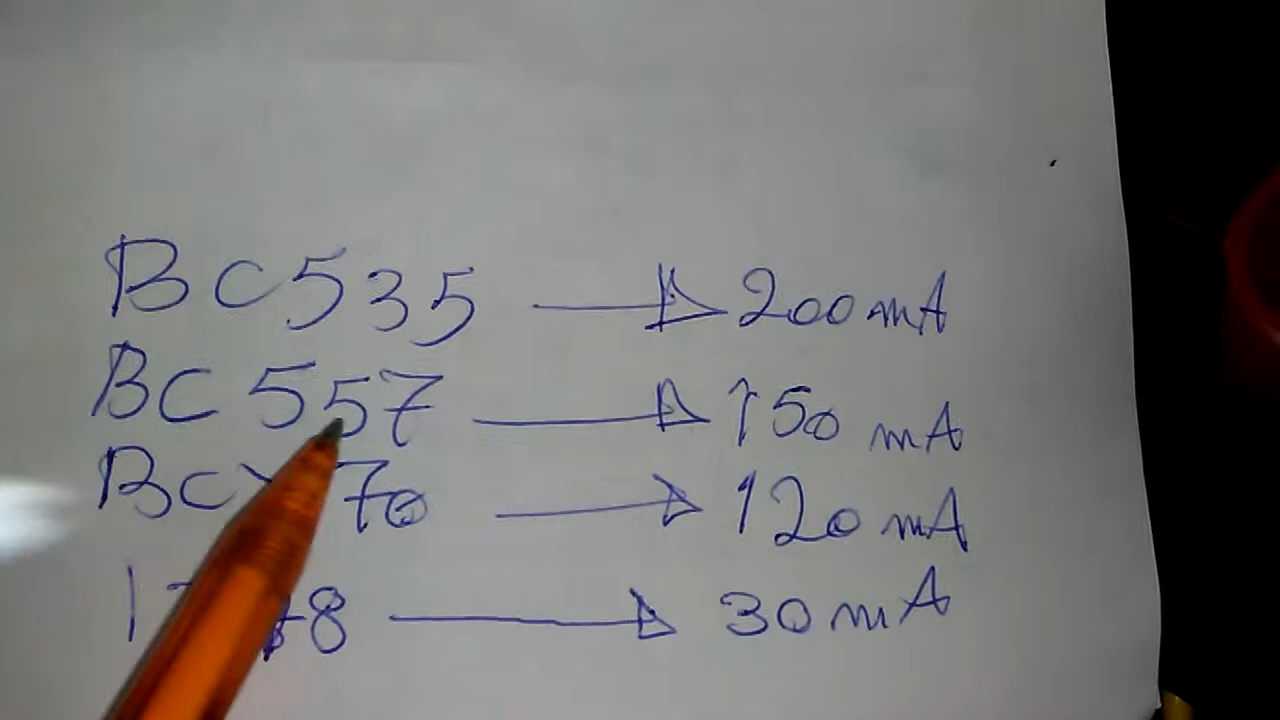 BC535 → 200mA
BC557 → 150 mA
→ 120 mA
→ 30mA